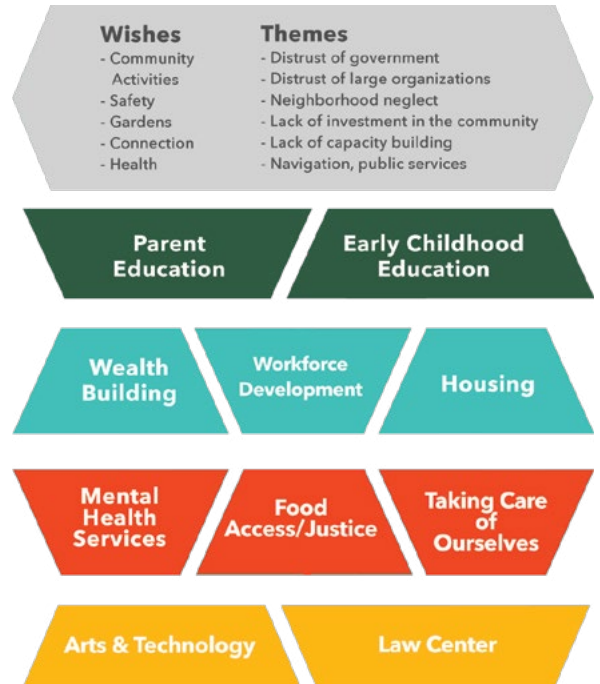 Wishes
- Community
Activities
- Safety
- Gardens
- Connection
- Health
Themes
- Distrust of government
- Distrust of large organizations
- Neighborhood neglect
- Lack of investment in the community
- Lack of capacity building
- Navigation, public services
Parent
Education
Early Childhood
Education
Wealth
Building
Workforce
Development
Housing
Mental
Health
Services
Food
Access/Justice
Taking Care
of
Ourselves
Arts & Technology
Law Center